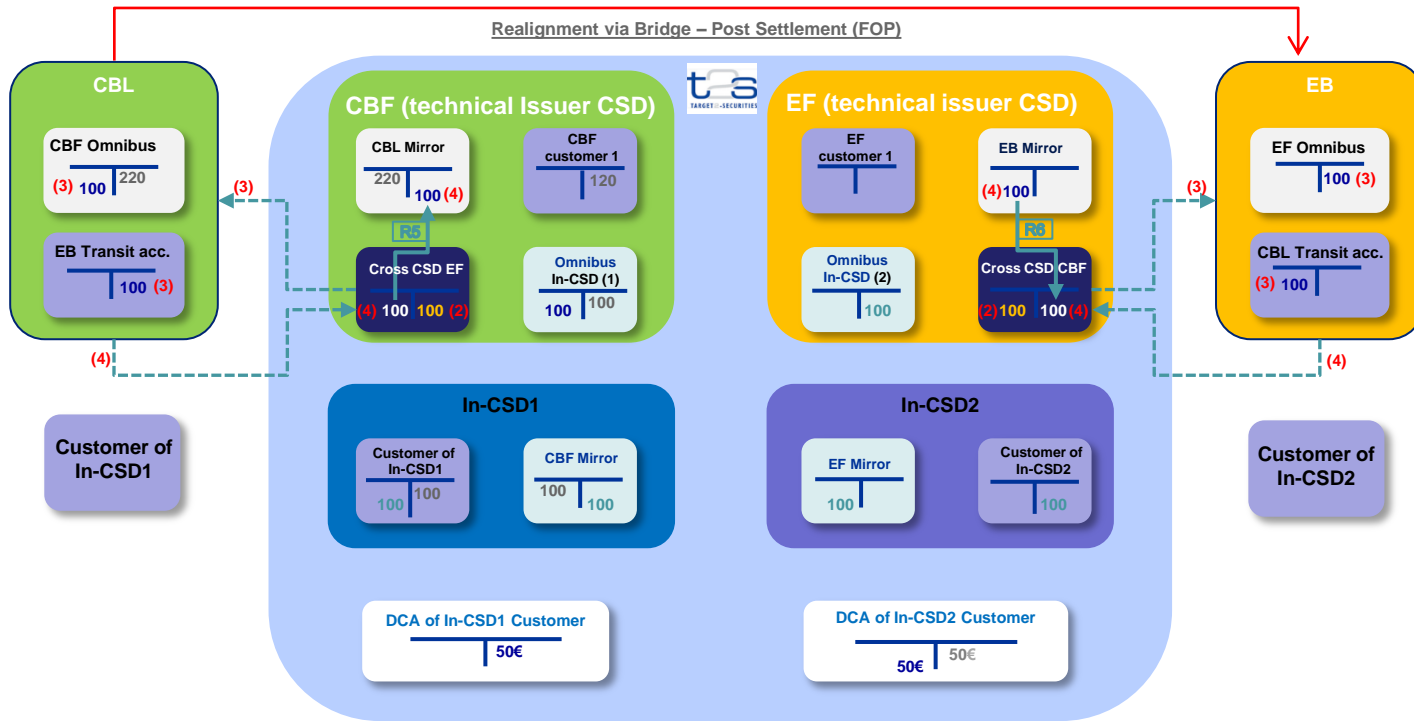 Realignment via Bridge – Post Settlement (FOP)
t2s
TARGET2-SECURITIES
CBL
CBF Omnibus
220
(3) 100
EB Transit acc.
100 (3)
(3)
(4)
CBF (technical Issuer CSD)
CBL Mirror
220
100 (4)
CBF
customer 1
120
R5
Cross CSD EF
(4) 100 100 (2)
Omnibus
In-CSD (1)
100 100
EF (technical issuer CSD)
EF
customer 1
EB Mirror
(4) 100
R6
Omnibus
In-CSD (2)
100
Cross CSD CBF
(2) 100 100 (4)
(3)
(4)
EB
EF Omnibus
100 (3)
CBL Transit acc.
(3) 100
Customer of
In-CSD1
In-CSD1
Customer of
In-CSD1
100
100
CBF Mirror
100
100
In-CSD2
EF Mirror
100
Customer of
In-CSD2
100
Customer of
In-CSD2
DCA of In-CSD1 Customer
50€
DCA of In-CSD2 Customer
50€
50€